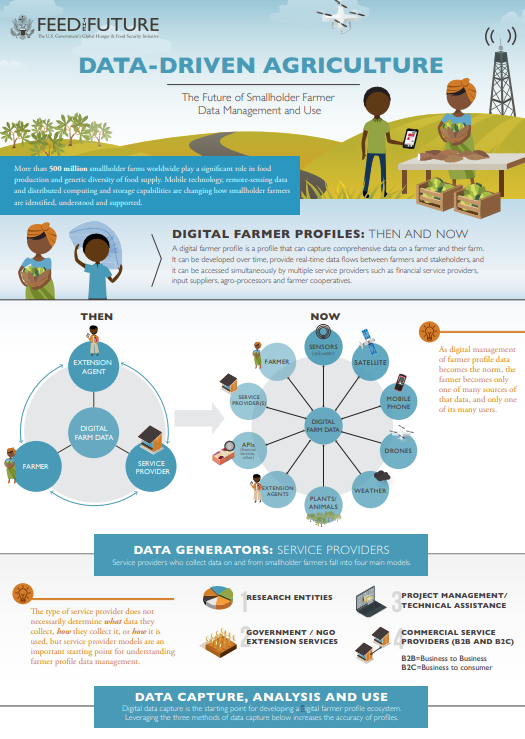 FEEDTHEFUTURE
The U.S. Government's Global Hunger & Food Security Initiative
DATA-DRIVEN AGRICULTURE
The Future of Smallholder Farmer
Data Management and Use
More than 500 million smallholder farms worldwide play a significant role in food
production and genetic diversity of food supply. Mobile technology, remote-sensing data
and distributed computing and storage capabilities are changing how smallholder farmers
are identified, understood and supported.
DIGITAL FARMER PROFILES: THEN AND NOW
A digital farmer profile is a profile that can capture comprehensive data on a farmer and their farm.
It can be developed over time, provide real-time data flows between farmers and stakeholders, and
it can be accessed simultaneously by multiple service providers such as financial service providers,
input suppliers, agro-processors and farmer cooperatives.
THEN
EXTENSION
AGENT
DIGITAL
FARM DATA
FARMER
SERVICE
PROVIDER
NOW
SENSORS
SATELLITE
MOBILE
PHONE
DRONES
WEATHER
PLANTS/
ANIMALS
EXTENSION
AGENTS
APIs
SERVICE
PROVIDER(S)
FARMER
DIGITAL
FARM DATA
As digital management
of farmer profile data
becomes the norm, the
farmer becomes only
one of many sources of
that data, and only one
of its many users.
DATA GENERATORS: SERVICE PROVIDERS
Service providers who collect data on and from smallholder farmers fall into four main models.
The type of service provider does not
necessarily determine what data they
collect, how they collect it, or how it is
used, but service provider models are an
important starting point for understanding
farmer profile data management.
1 RESEARCH ENTITIES
2 GOVERNMENT / NGO
EXTENSION SERVICES
3 PROJECT MANAGEMENT/
TECHNICAL ASSISTANCE
4 COMMERCIAL SERVICE
PROVIDERS (B2B AND B2C)
B2B=Business to Business
B2C=Business to consumer
DATA CAPTURE, ANALYSIS AND USE
Digital data capture is the starting point for developing a digital farmer profile ecosystem.
Leveraging the three methods of data capture below increases the accuracy of profiles.